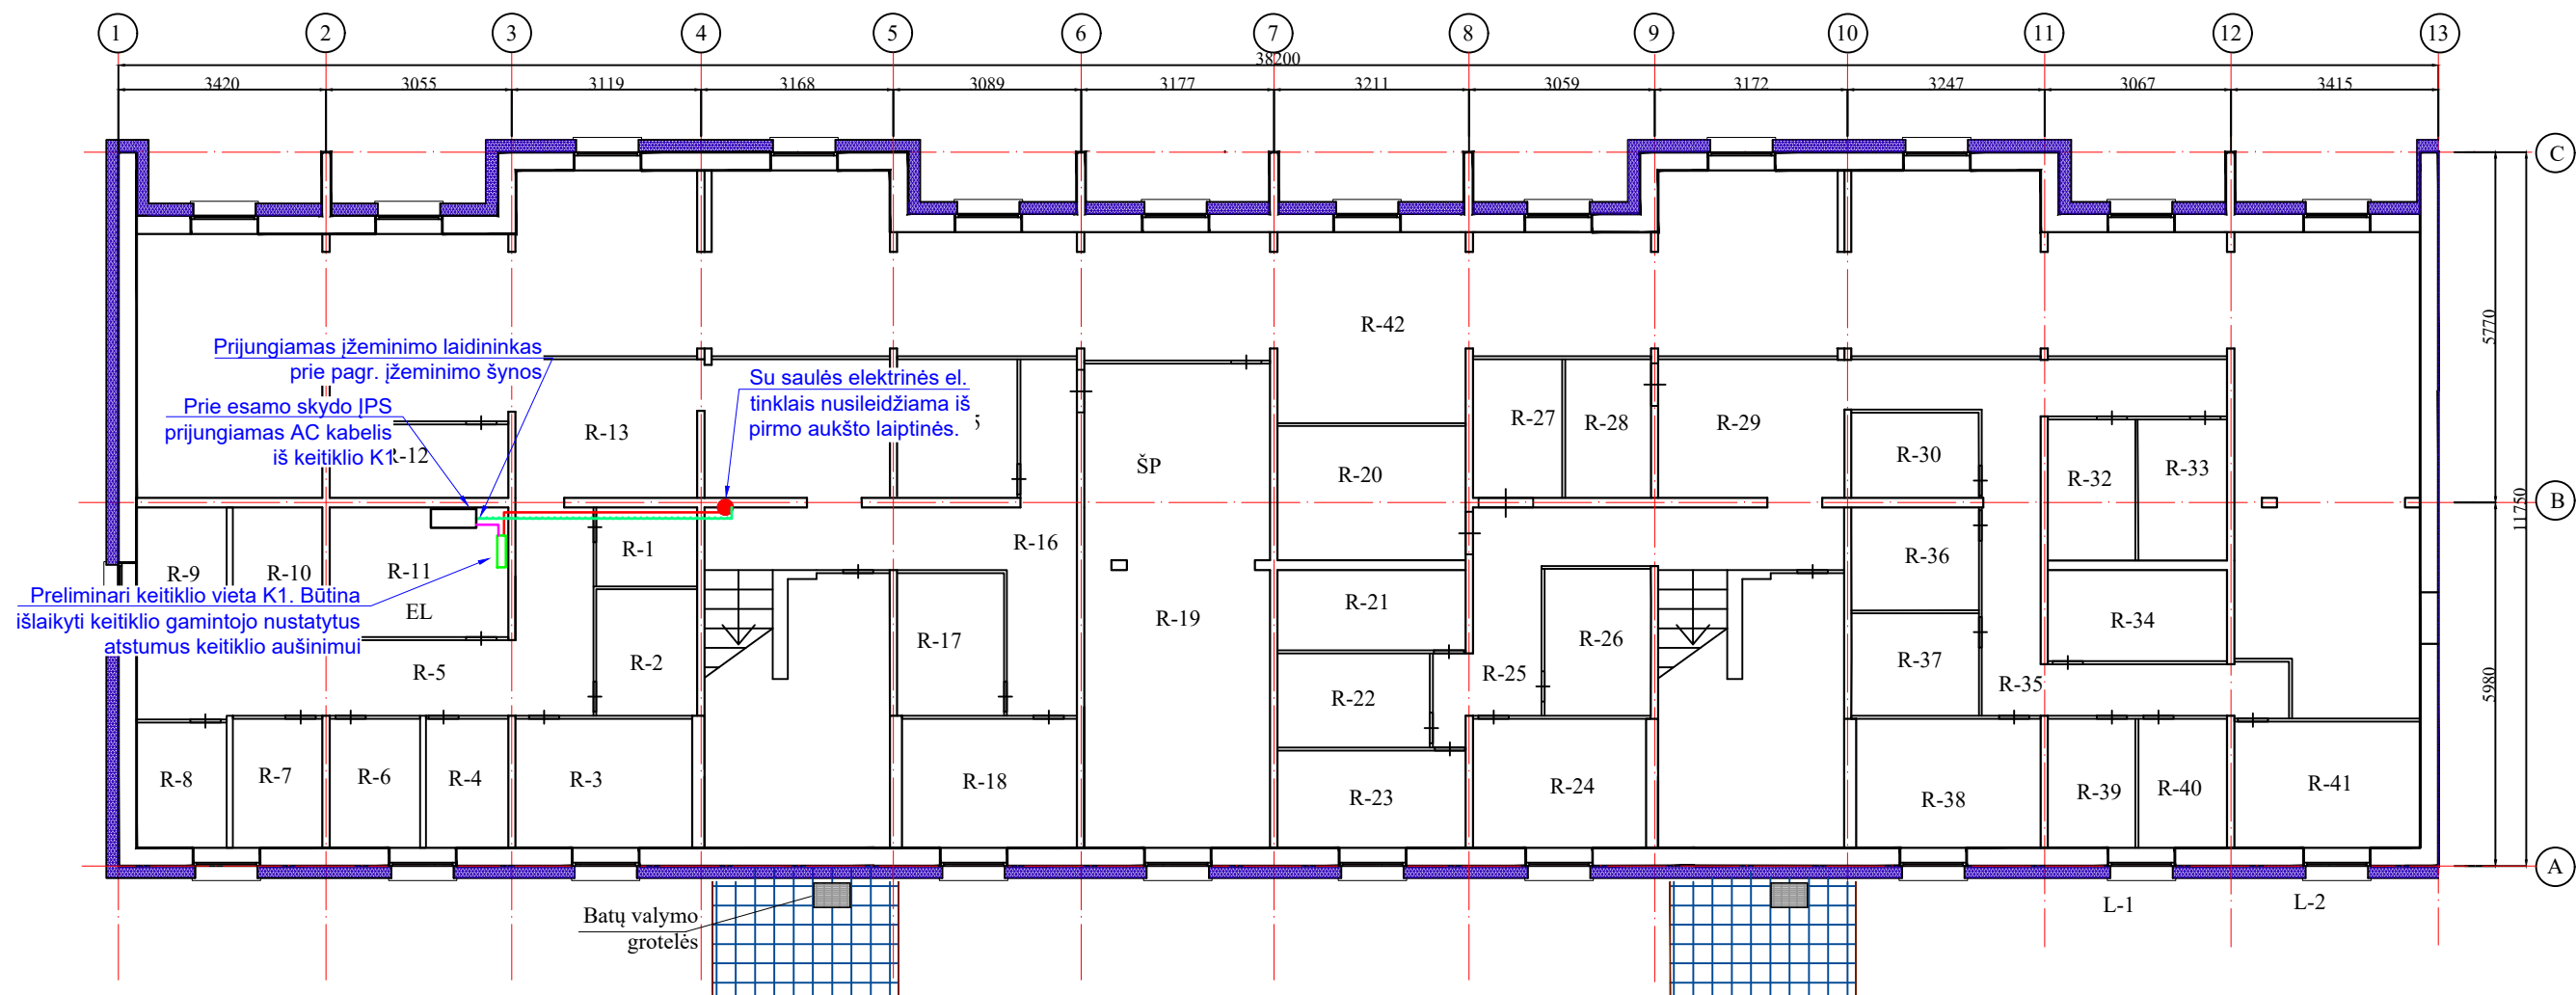 1 2 3 4 5 6 7 8 9 10 11 12 13
38200
3420 3055 3119 3168 3089 3177 3211 3059 3172 3247 3067 3415
C
5770
R-42
Prijungiamas įžeminimo laidininkas
prie pagr. įžeminimo šynos
Su saulės elektrinės el.
tinklais nusileidžiama iš
pirmo aukšto laiptinės.
Prie esamo skydo ĮPS
prijungiamas AC kabelis
iš keitiklio K1
R-13
R-27 R-28 R-29
R-12
ŠP
R-20
R-30
R-32 R-33
B
11750
R-1
R-16
R-36
R-9 R-10 R-11
EL
Preliminari keitiklio vieta K1. Būtina
išlaikyti keitiklio gamintojo nustatytus
atstumus keitiklio aušinimui
R-21
R-19
R-34
R-17
R-26
R-5
R-2
R-25
R-37
R-35
5980
R-22
R-8 R-7 R-6 R-4 R-3
R-18
R-23
R-24
R-38
R-39 R-40 R-41
A
L-1 L-2
Batų valymo
grotelės